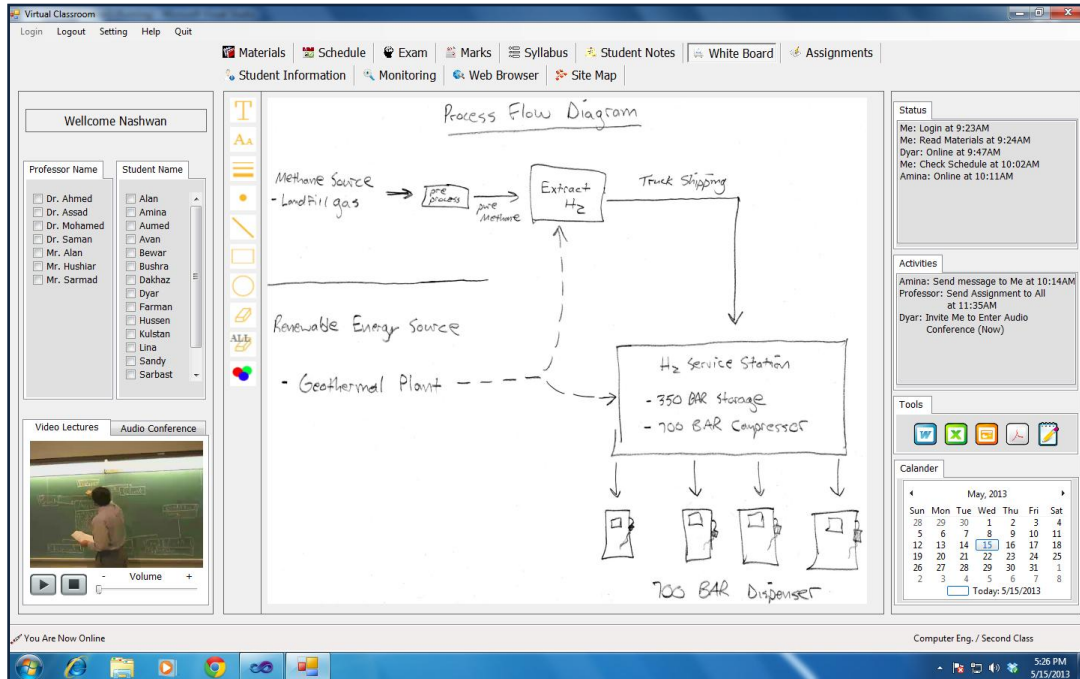 Virtual Classroom
Login Logout Setting Help Quit
Materials Schedule Exam Marks Syllabus Student Notes White Board Assignments
Student Information Monitoring Web Browser Site Map
Wellcome Nashwan
Professor Name
Dr. Ahmed
Dr. Assad
Dr. Mohamed
Dr. Saman
Mr. Alan
Mr. Hushiar
Mr. Sarmad
Student Name
Alan
Amina
Aumed
Avan
Bewar
Bushra
Dakhaz
Dyar
Farman
Hussen
Kulstan
Lina
Sandy
Sarbast
Video Lectures Audio Conference
- Volume +
T
AA
ALL
Process Flow Diagram
Methane Source
- Landfill gas
pre
process
pure
Methane
Extract
H2
Truck Shipping
Renewable Energy Source
- Geothermal Plant
H2 Service Station
- 350 BAR Storage
- 700 BAR Compressor
700 BAR Dispenser
Status
Me: Login at 9:23AM
Me: Read Materials at 9:24AM
Dyar: Online at 9:47AM
Me: Check Schedule at 10:02AM
Amina: Online at 10:11AM
Activities
Amina: Send message to Me at 10:14AM
Professor: Send Assignment to All
at 11:35AM
Dyar: Invite Me to Enter Audio
Conference (Now)
Tools
Calander
May, 2013
Sun Mon Tue Wed Thu Fri Sat
28 29 30 1 2 3 4
5 6 7 8 9 10 11
12 13 14 15 16 17 18
19 20 21 22 23 24 25
26 27 28 29 30 31 1
2 3 4 5 6 7 8
Today: 5/15/2013
You Are Now Online
Computer Eng. / Second Class
5:26 PM
5/15/2013